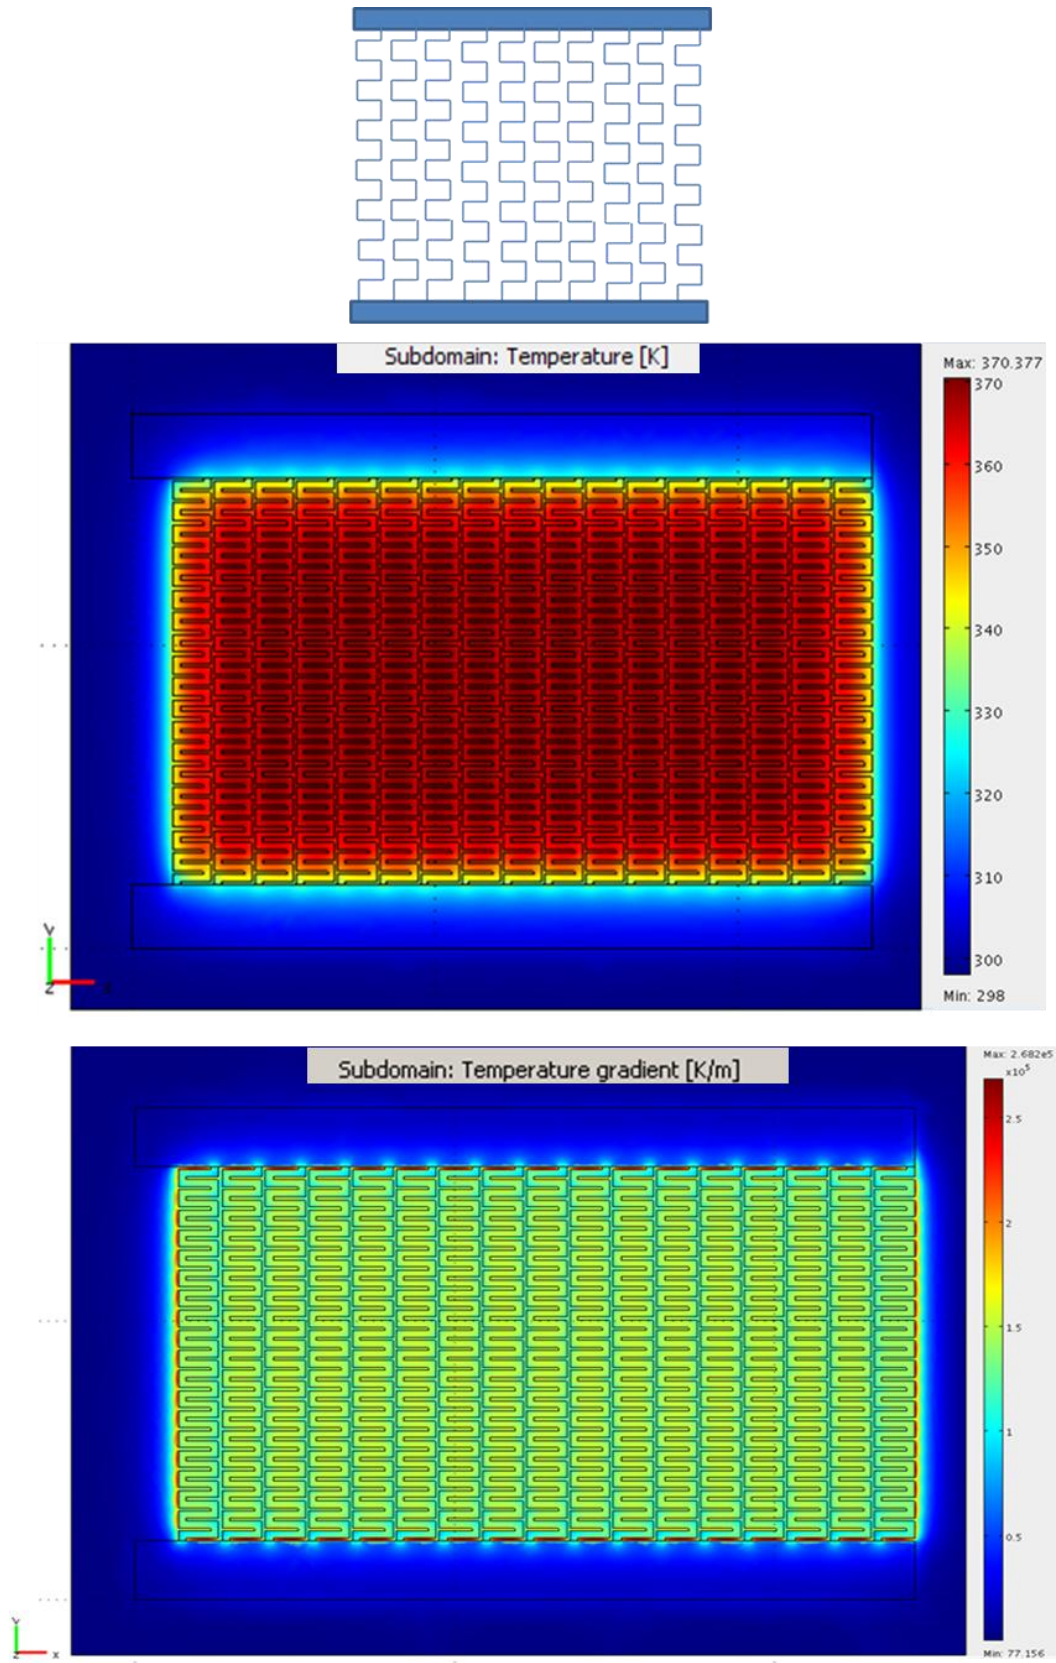 Subdomain: Temperature [K]
Max: 370.377
370
360
350
340
330
320
310
300
Min: 298
Y
Z
x
Subdomain: Temperature gradient [K/m]
Max: 2.682e5
x10⁵
2.5
2
1.5
1
0.5
Min: 77.156
Y
Z
x